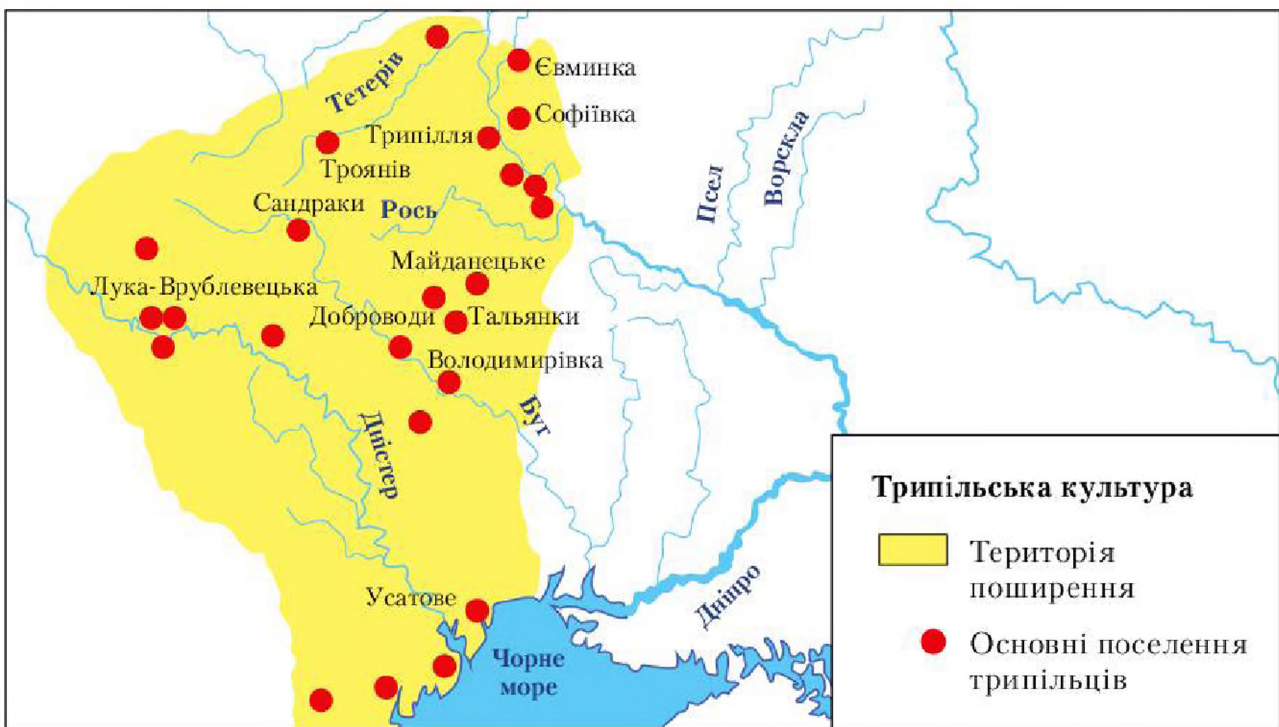 Тетерів
Євминка
Софіївка
Трипілля
Троянів
Сандраки
Рось
Псел
Ворскла
Майданецьке
Лука-Врублевецька
Доброводи
Тальянки
Володимирівка
Буг
Дністер
Усатове
Чорне
море
Дніпро
Трипільська культура
Територія
поширення
Основні поселення
трипільців